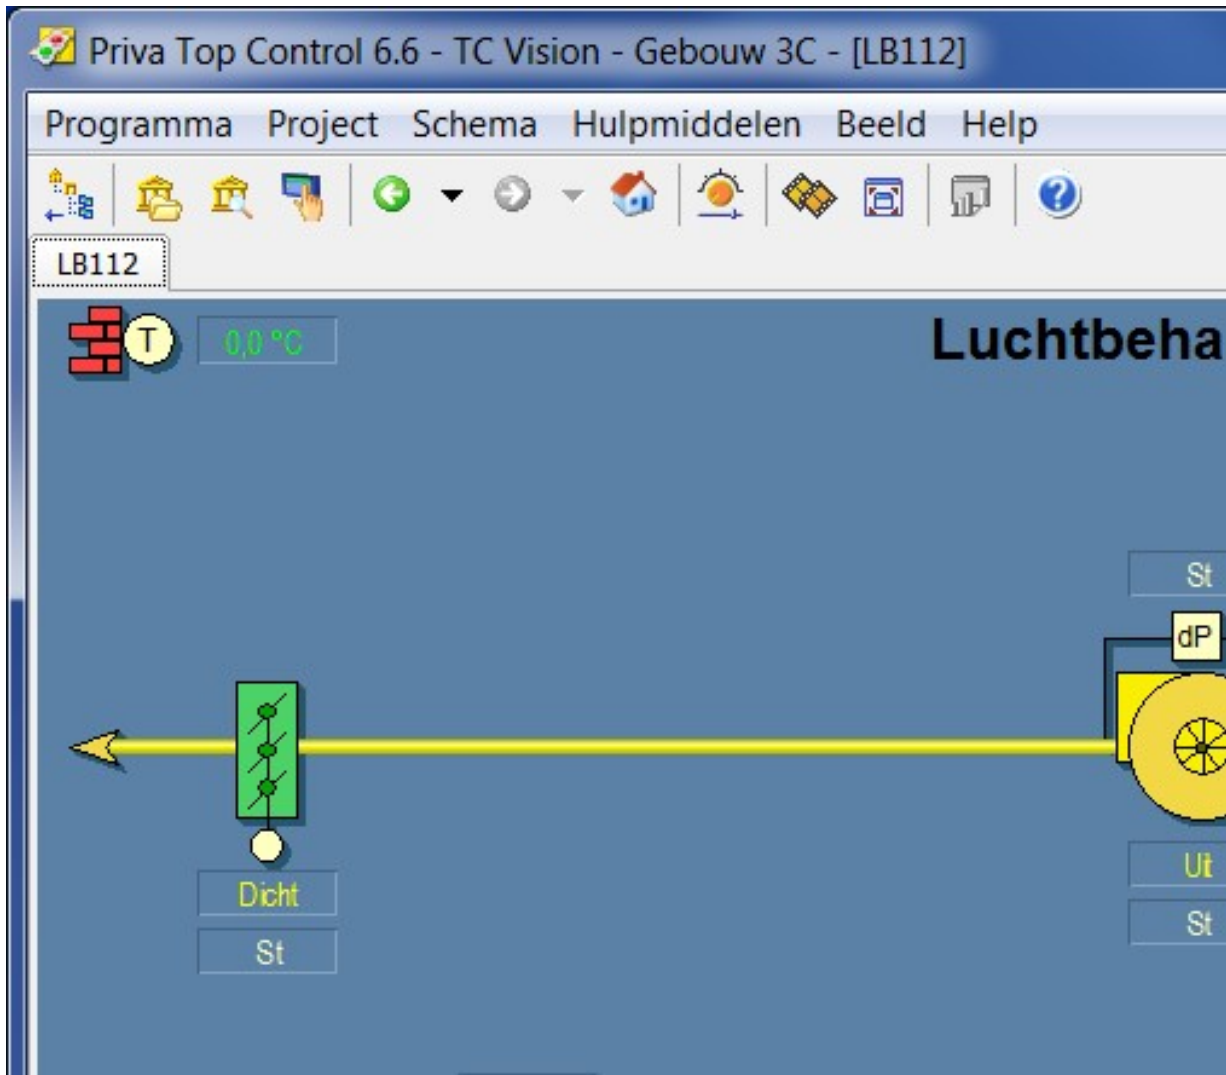 Priva Top Control 6.6 - TC Vision - Gebouw 3C - [LB112]
Programma Project Schema Hulpmiddelen Beeld Help
LB112
T 0,0 °C Luchtbeha
St
dP
Dicht Uit
St St